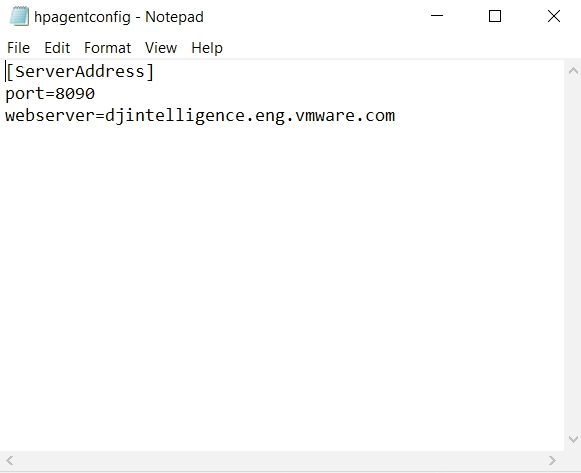 hpagentconfig - Notepad
File Edit Format View Help
[ServerAddress]
port=8090
webserver=djintelligence.eng.vmware.com